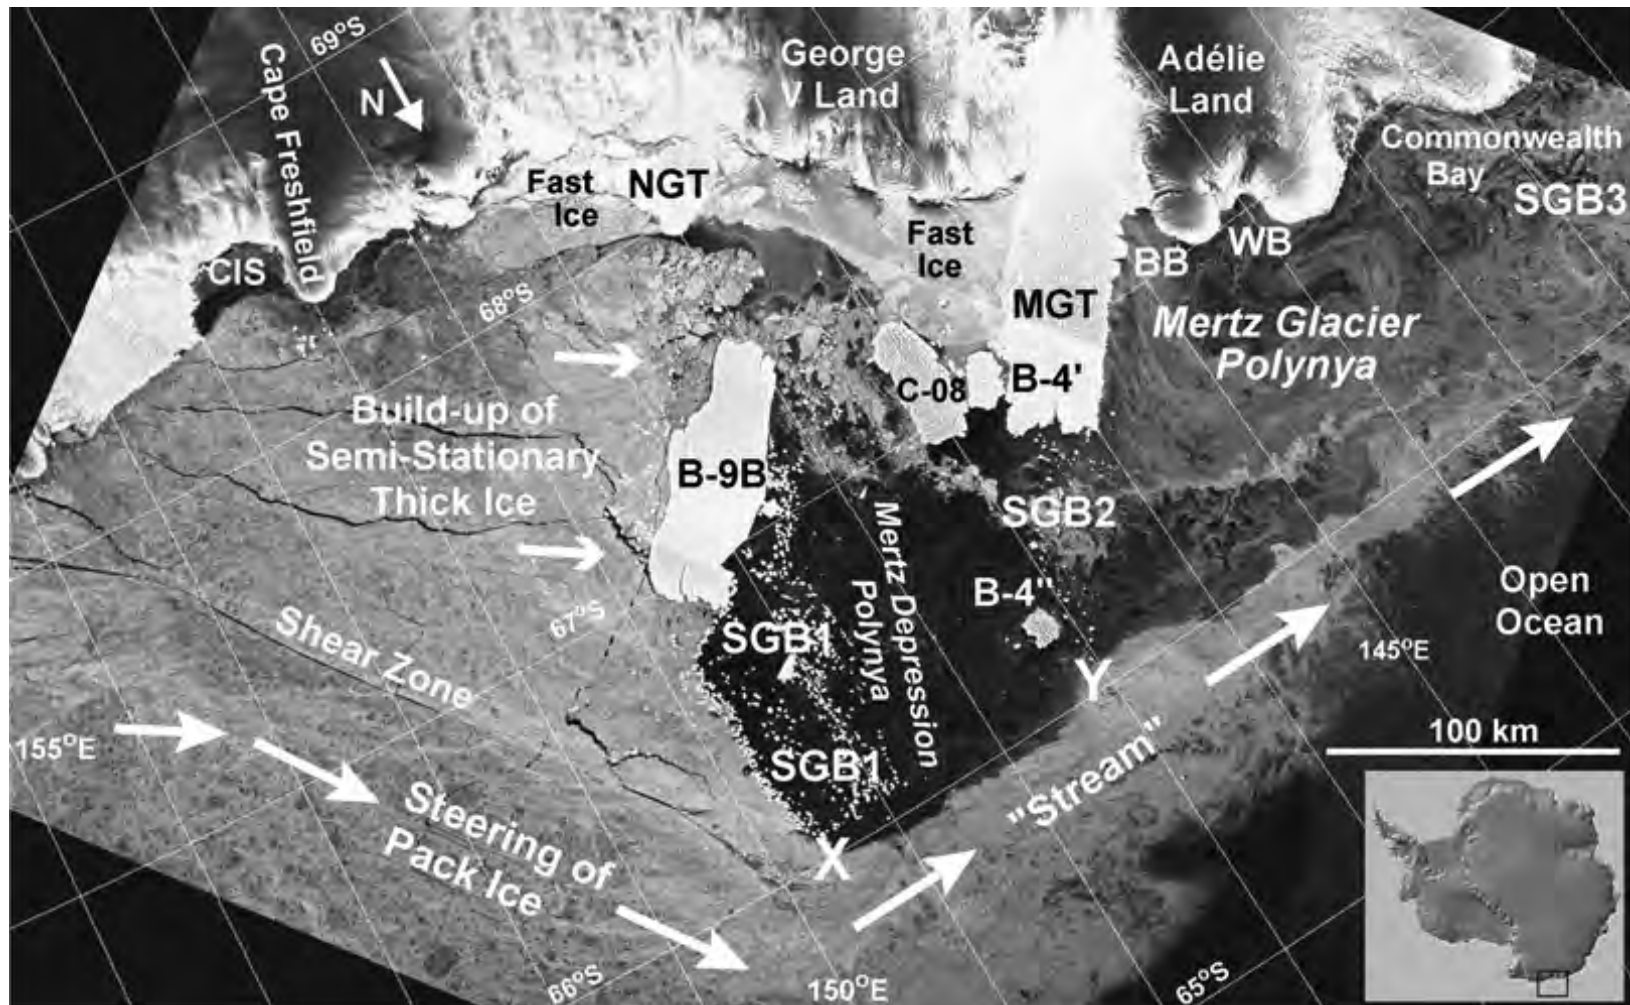 69°S
Cape Freshfield
N
George
V Land
Adélie
Land
Commonwealth
Bay
SGB3
Fast
Ice
NGT
Fast
Ice
CIS
BB
WB
68°S
MGT
Mertz Glacier
Polynya
C-08
B-4'
Build-up of
Semi-Stationary
Thick Ice
B-9B
SGB2
Mertz Depression
Polynya
B-4"
Open
Ocean
67°S
SGB1
Shear Zone
145°E
Y
155°E
100 km
SGB1
"Stream"
Steering of
Pack Ice
X
66°S
150°E
65°S